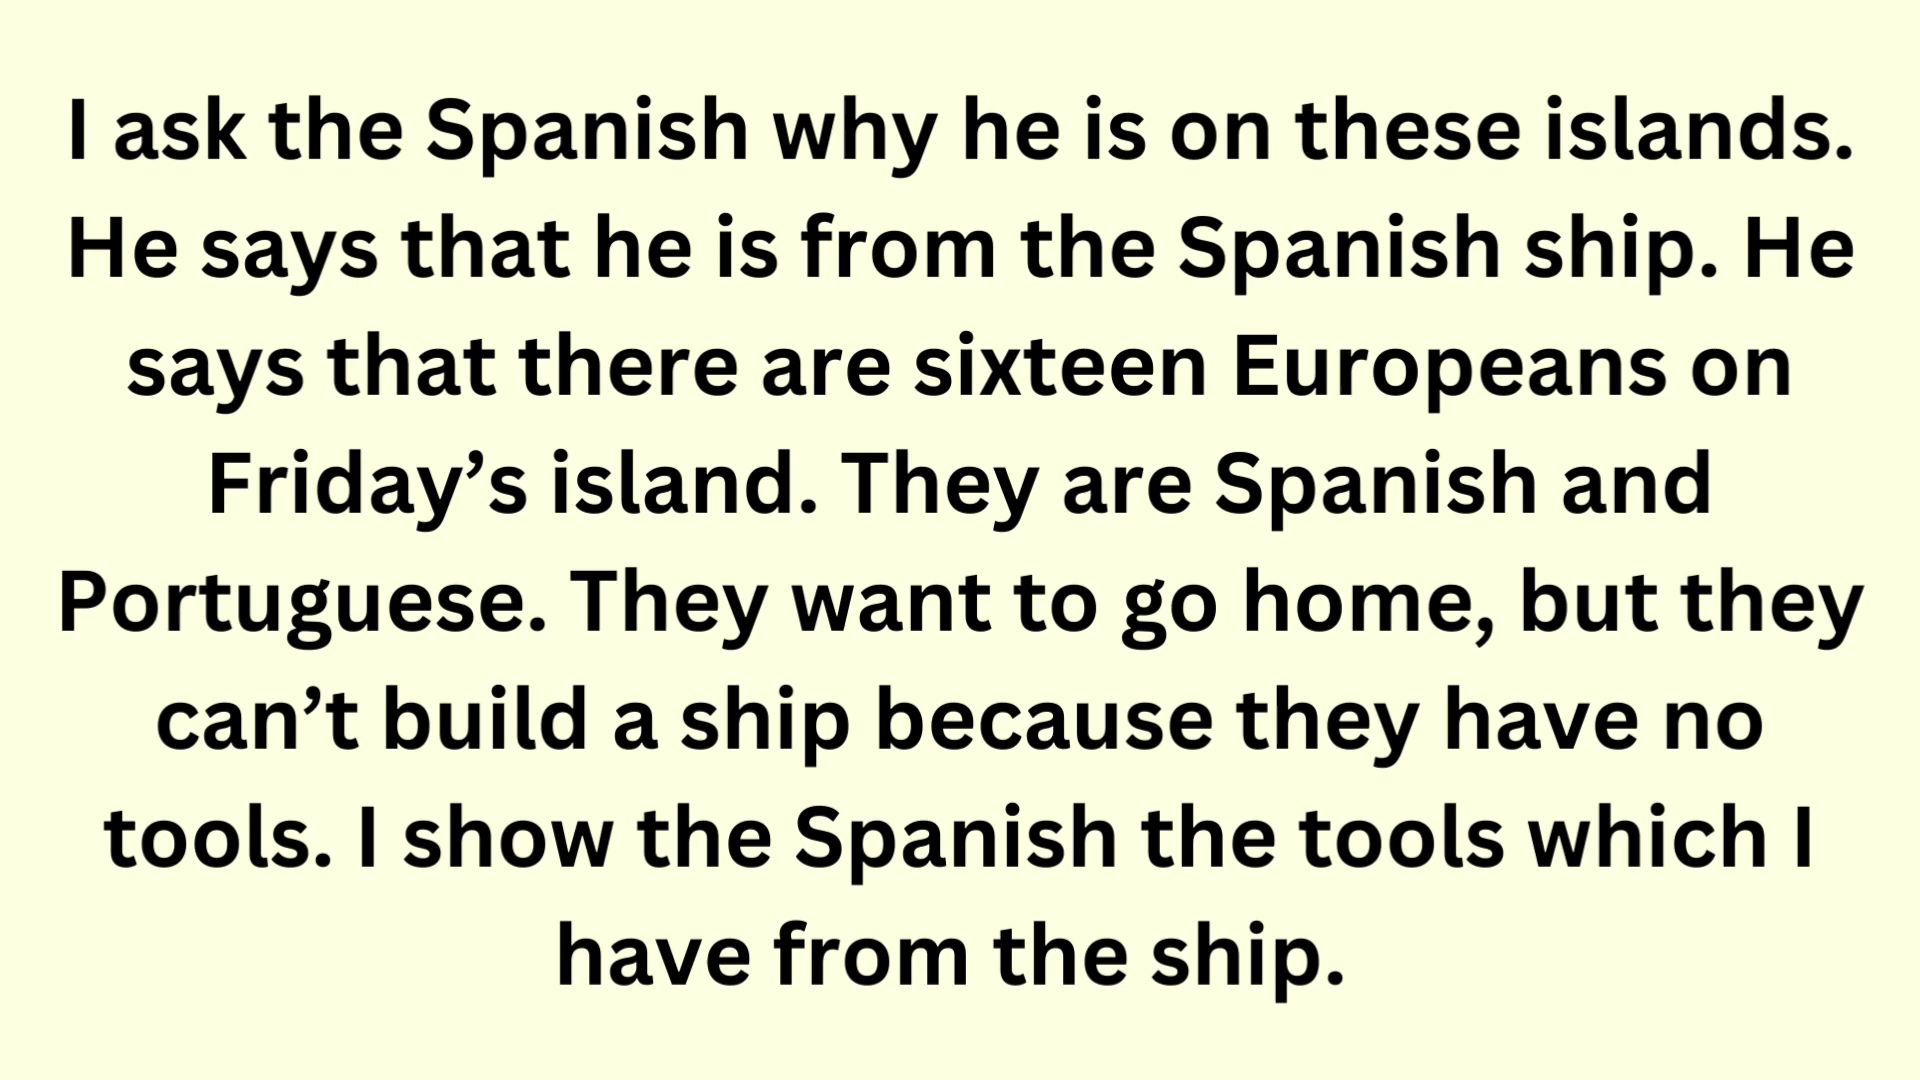 I ask the Spanish why he is on these islands.
He says that he is from the Spanish ship. He
says that there are sixteen Europeans on
Friday’s island. They are Spanish and
Portuguese. They want to go home, but they
can’t build a ship because they have no
tools. I show the Spanish the tools which I
have from the ship.